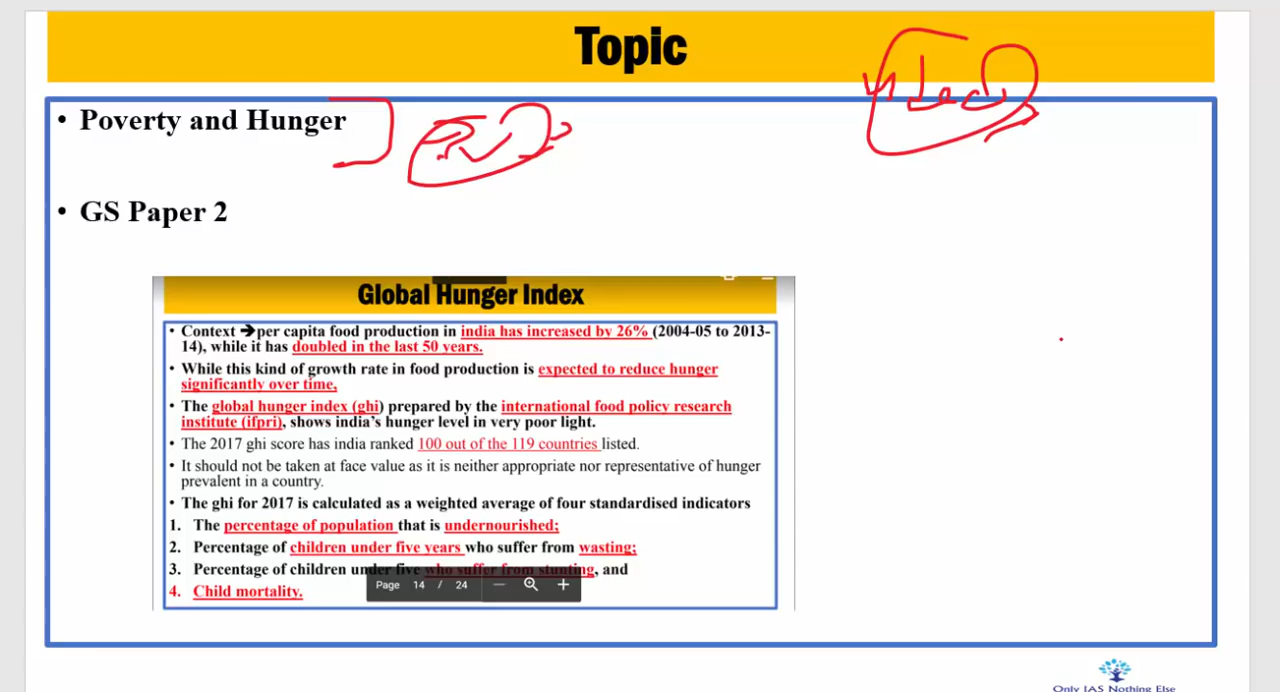 Topic
• Poverty and Hunger
• GS Paper 2
Global Hunger Index
• Context ➔per capita food production in india has increased by 26% (2004-05 to 2013-
14), while it has doubled in the last 50 years.
• While this kind of growth rate in food production is expected to reduce hunger
significantly over time,
• The global hunger index (ghi) prepared by the international food policy research
institute (ifpri), shows india's hunger level in very poor light.
• The 2017 ghi score has india ranked 100 out of the 119 countries listed.
• It should not be taken at face value as it is neither appropriate nor representative of hunger
prevalent in a country.
• The ghi for 2017 is calculated as a weighted average of four standardised indicators
1. The percentage of population that is undernourished;
2. Percentage of children under five years who suffer from wasting;
3. Percentage of children under five who suffer from stunting, and
4. Child mortality.
Page 14 / 24
Only IAS Nothing Else